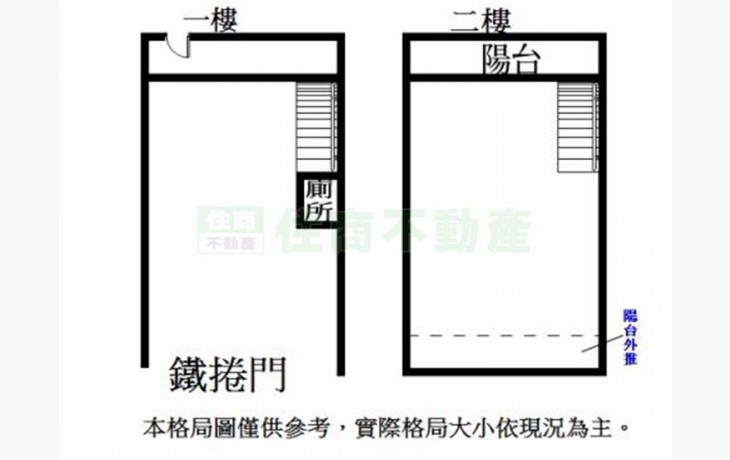 一樓
二樓
陽台
廁所
住商
不動產
住商不動產
陽台外推
鐵捲門
本格局圖僅供參考，實際格局大小依現況為主。